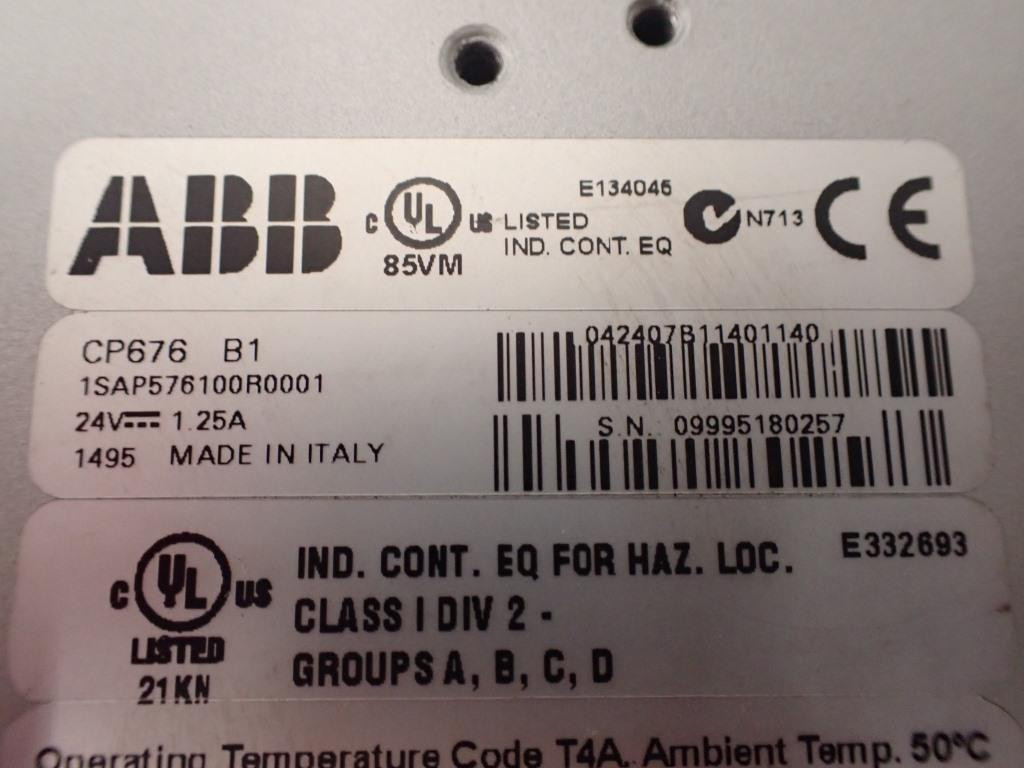 ABB
C UL US LISTED
E134046
IND. CONT. EQ
85VM
N713
CE
CP676 B1
1SAP576100R0001
24V⎓ 1.25A
1495 MADE IN ITALY
042407B11401140
S.N. 09995180257
C UL US
LISTED
21KN
IND. CONT. EQ FOR HAZ. LOC.
E332693
CLASS I DIV 2 -
GROUPS A, B, C, D
Operating Temperature Code T4A. Ambient Temp. 50°C